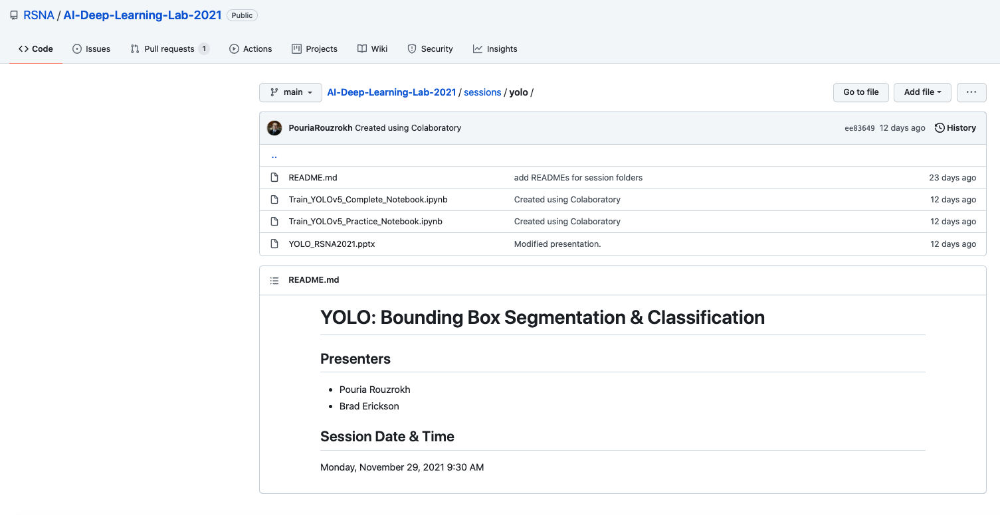 RSNA / AI-Deep-Learning-Lab-2021 Public
Code Issues Pull requests 1 Actions Projects Wiki Security Insights
main AI-Deep-Learning-Lab-2021 / sessions / yolo / Go to file Add file ...
PouriaRouzrokh Created using Colaboratory ee83649 12 days ago History
..
README.md add READMEs for session folders 23 days ago
Train_YOLOv5_Complete_Notebook.ipynb Created using Colaboratory 12 days ago
Train_YOLOv5_Practice_Notebook.ipynb Created using Colaboratory 12 days ago
YOLO_RSNA2021.pptx Modified presentation. 12 days ago
README.md
YOLO: Bounding Box Segmentation & Classification
Presenters
• Pouria Rouzrokh
• Brad Erickson
Session Date & Time
Monday, November 29, 2021 9:30 AM